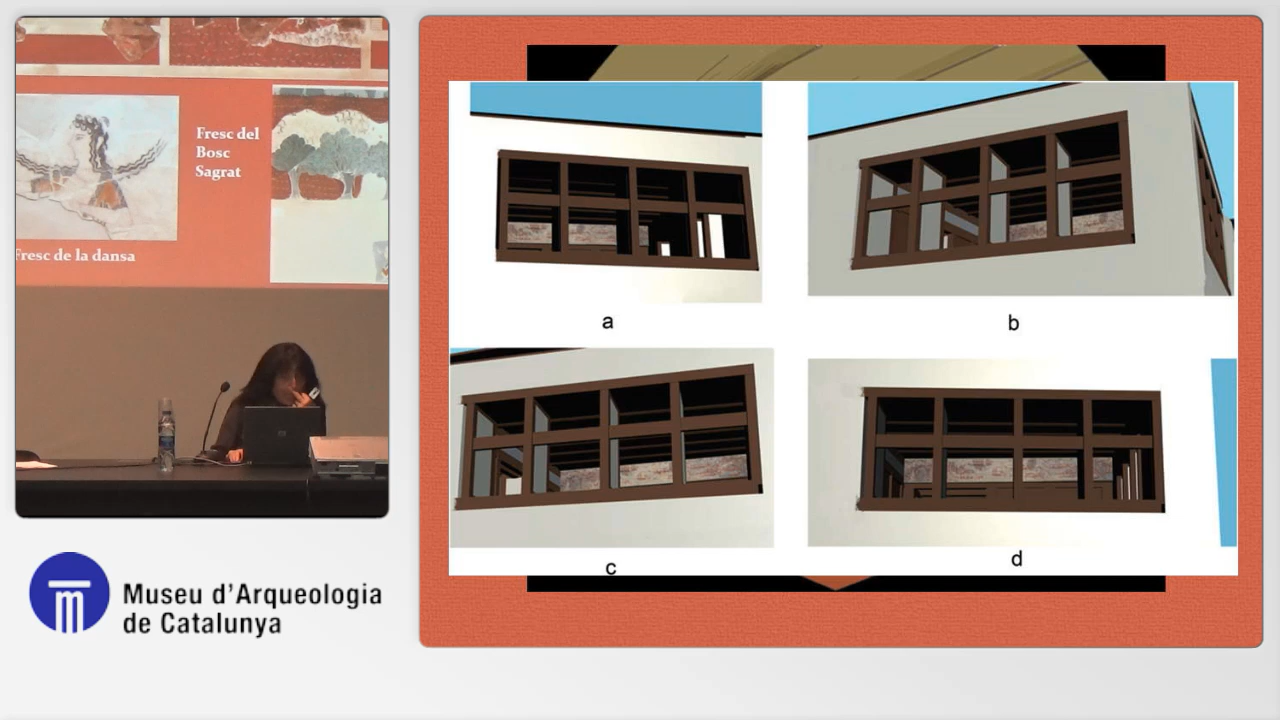 Fresc del
Bosc
Sagrat
Fresc de la dansa
a
b
c
d
Museu d'Arqueologia
de Catalunya